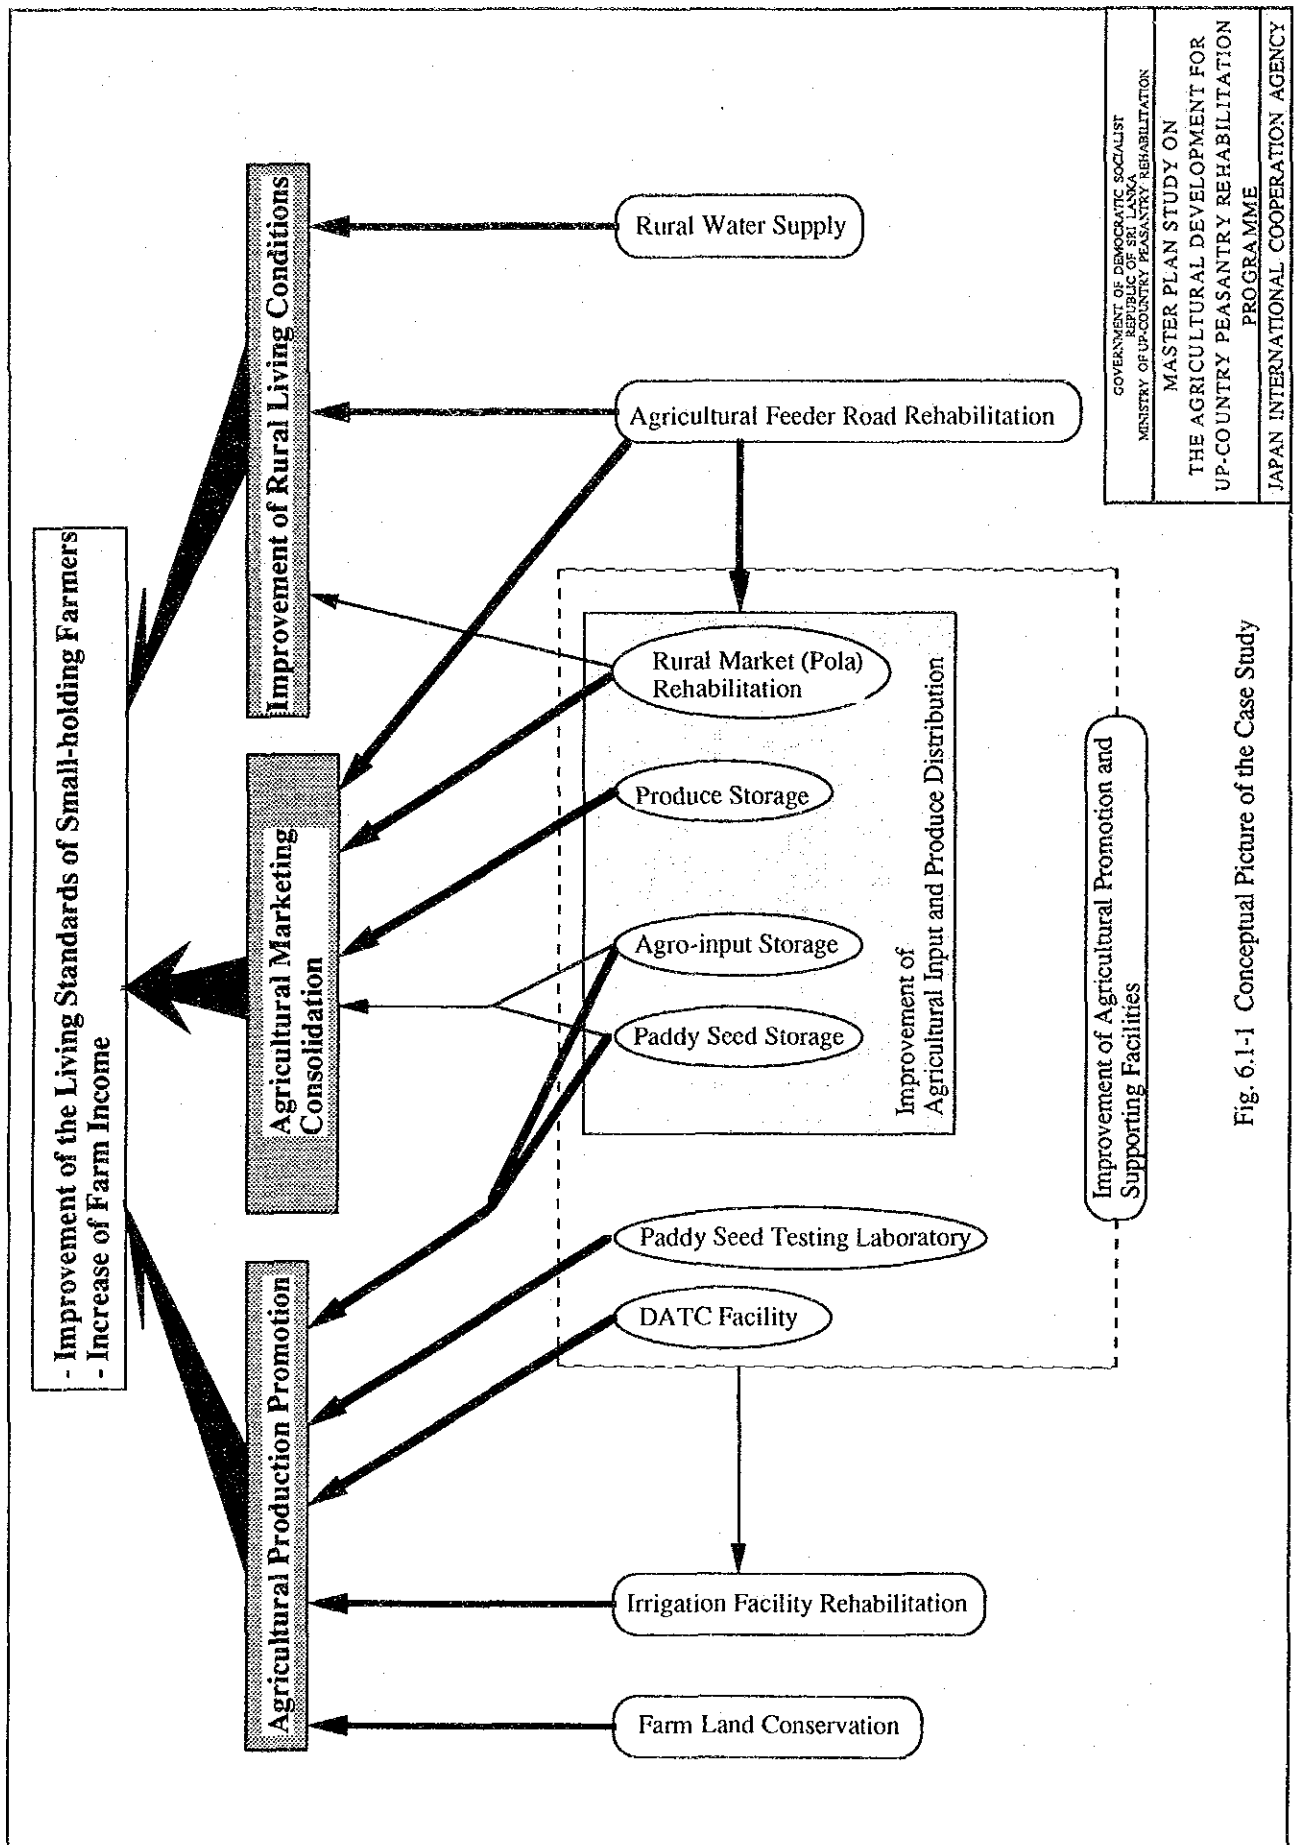 - Improvement of the Living Standards of Small-holding Farmers
- Increase of Farm Income
Agricultural Production Promotion
Agricultural Marketing
Consolidation
Improvement of Rural Living Conditions
Farm Land Conservation
Irrigation Facility Rehabilitation
DATC Facility
Paddy Seed Testing Laboratory
Paddy Seed Storage
Agro-input Storage
Produce Storage
Rural Market (Pola)
Rehabilitation
Agricultural Feeder Road Rehabilitation
Rural Water Supply
Improvement of
Agricultural Input and Produce Distribution
Improvement of Agricultural Promotion and
Supporting Facilities
Fig. 6.1-1 Conceptual Picture of the Case Study
GOVERNMENT OF DEMOCRATIC SOCIALIST
REPUBLIC OF SRI LANKA
MINISTRY OF UP-COUNTRY PEASANTRY REHABILITATION
MASTER PLAN STUDY ON
THE AGRICULTURAL DEVELOPMENT FOR
UP-COUNTRY PEASANTRY REHABILITATION
PROGRAMME
JAPAN INTERNATIONAL COOPERATION AGENCY